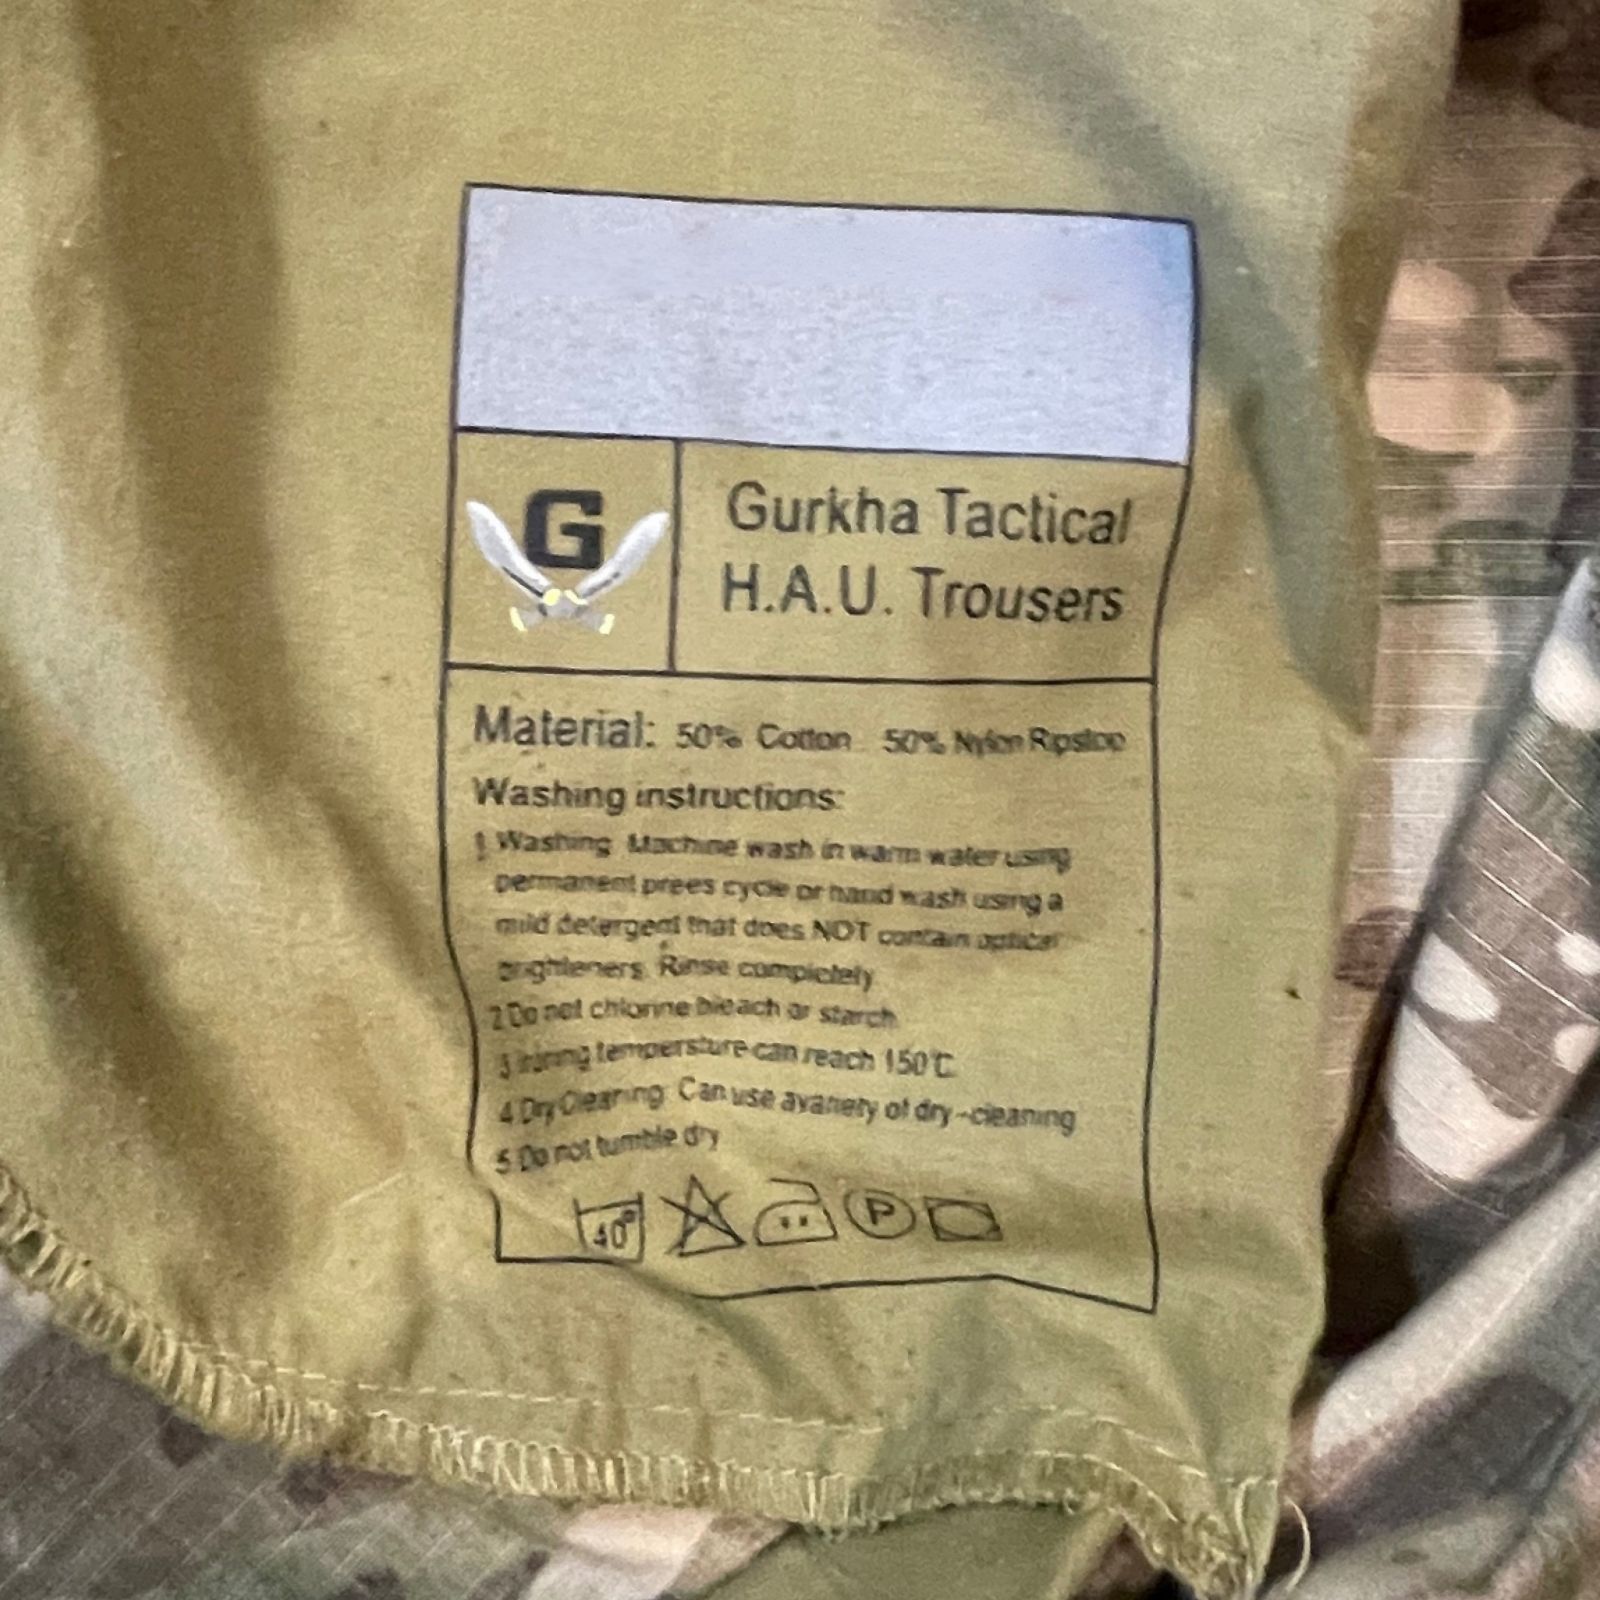 G
Gurkha Tactical
H.A.U. Trousers
Material: 50% Cotton 50% Nylon Ripstop
Washing instructions:
1 Washing Machine wash in warm water using
permanent prees cycle or hand wash using a
mild detergent that does NOT contain optical
brighteners. Rinse completely
2 Do not chlorine bleach or starch
3 Ironing tempersture can reach 150°C
4 Dry Cleaning: Can use avariety of dry-cleaning
5 Do not tumble dry
40° P